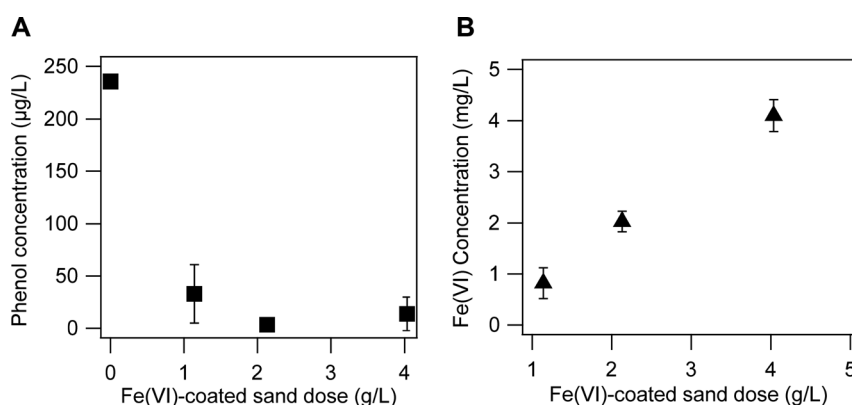 A
Phenol concentration (µg/L)
250
200
150
100
50
0
0 1 2 3 4
Fe(VI)-coated sand dose (g/L)
B
Fe(VI) Concentration (mg/L)
5
4
3
2
1
0
1 2 3 4 5
Fe(VI)-coated sand dose (g/L)